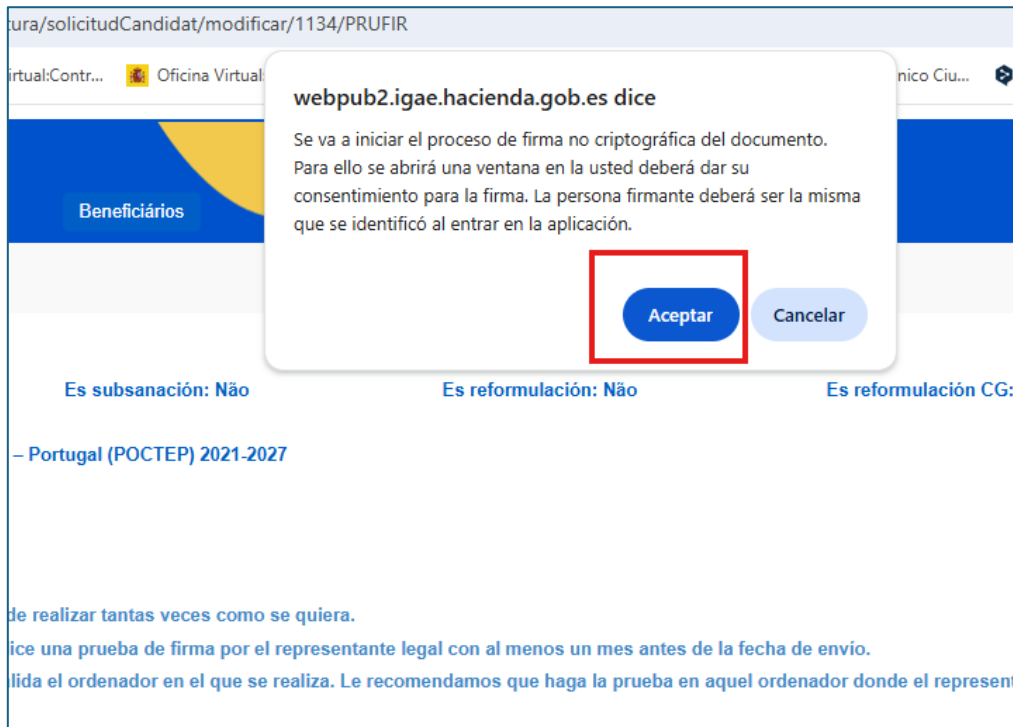 tura/solicitudCandidat/modificar/1134/PRUFIR
irtual:Contr... Oficina Virtual: nico Ciu...
webpub2.igae.hacienda.gob.es dice
Se va a iniciar el proceso de firma no criptográfica del documento.
Para ello se abrirá una ventana en la usted deberá dar su
consentimiento para la firma. La persona firmante deberá ser la misma
que se identificó al entrar en la aplicación.
Beneficiários
Aceptar Cancelar
Es subsanación: Não Es reformulación: Não Es reformulación CG:
– Portugal (POCTEP) 2021-2027
de realizar tantas veces como se quiera.
ice una prueba de firma por el representante legal con al menos un mes antes de la fecha de envío.
lida el ordenador en el que se realiza. Le recomendamos que haga la prueba en aquel ordenador donde el represent